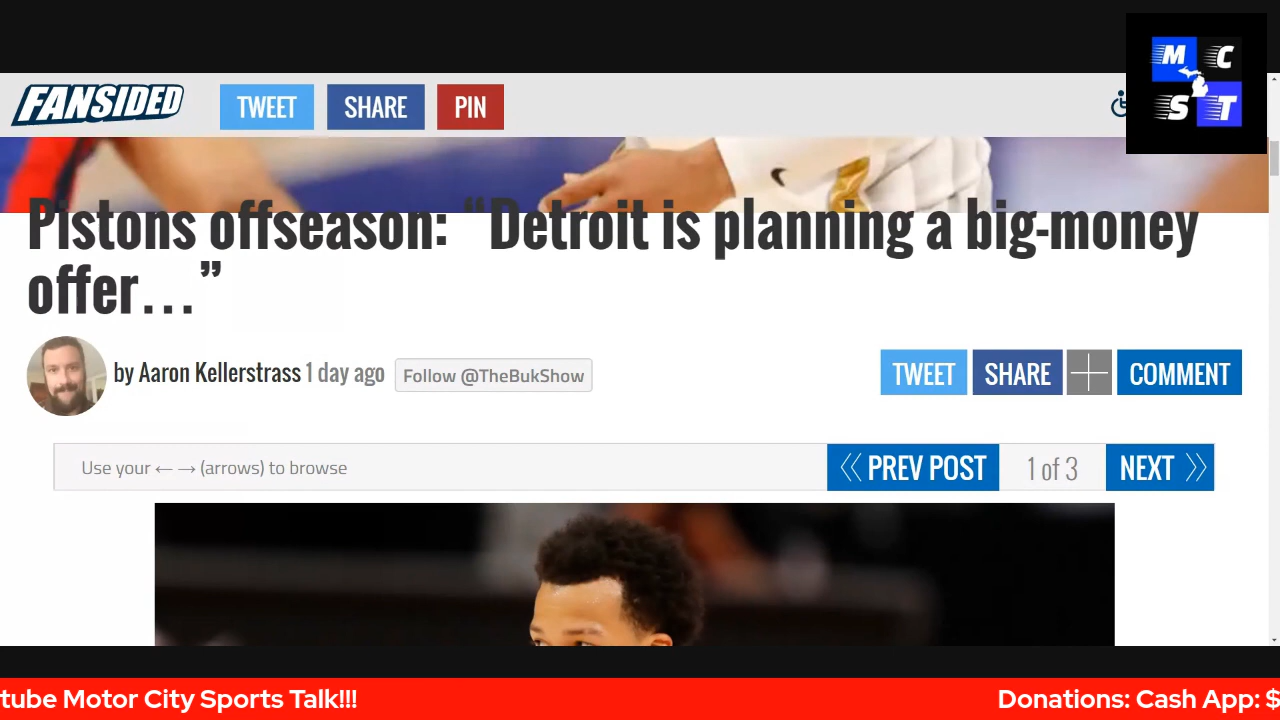 M C
S T
FANSIDED
TWEET
SHARE
PIN
Pistons offseason: “Detroit is planning a big-money
offer…”
by Aaron Kellerstrass 1 day ago
Follow @TheBukShow
TWEET
SHARE
COMMENT
Use your ← → (arrows) to browse
PREV POST
1 of 3
NEXT
tube Motor City Sports Talk!!!
Donations: Cash App: $